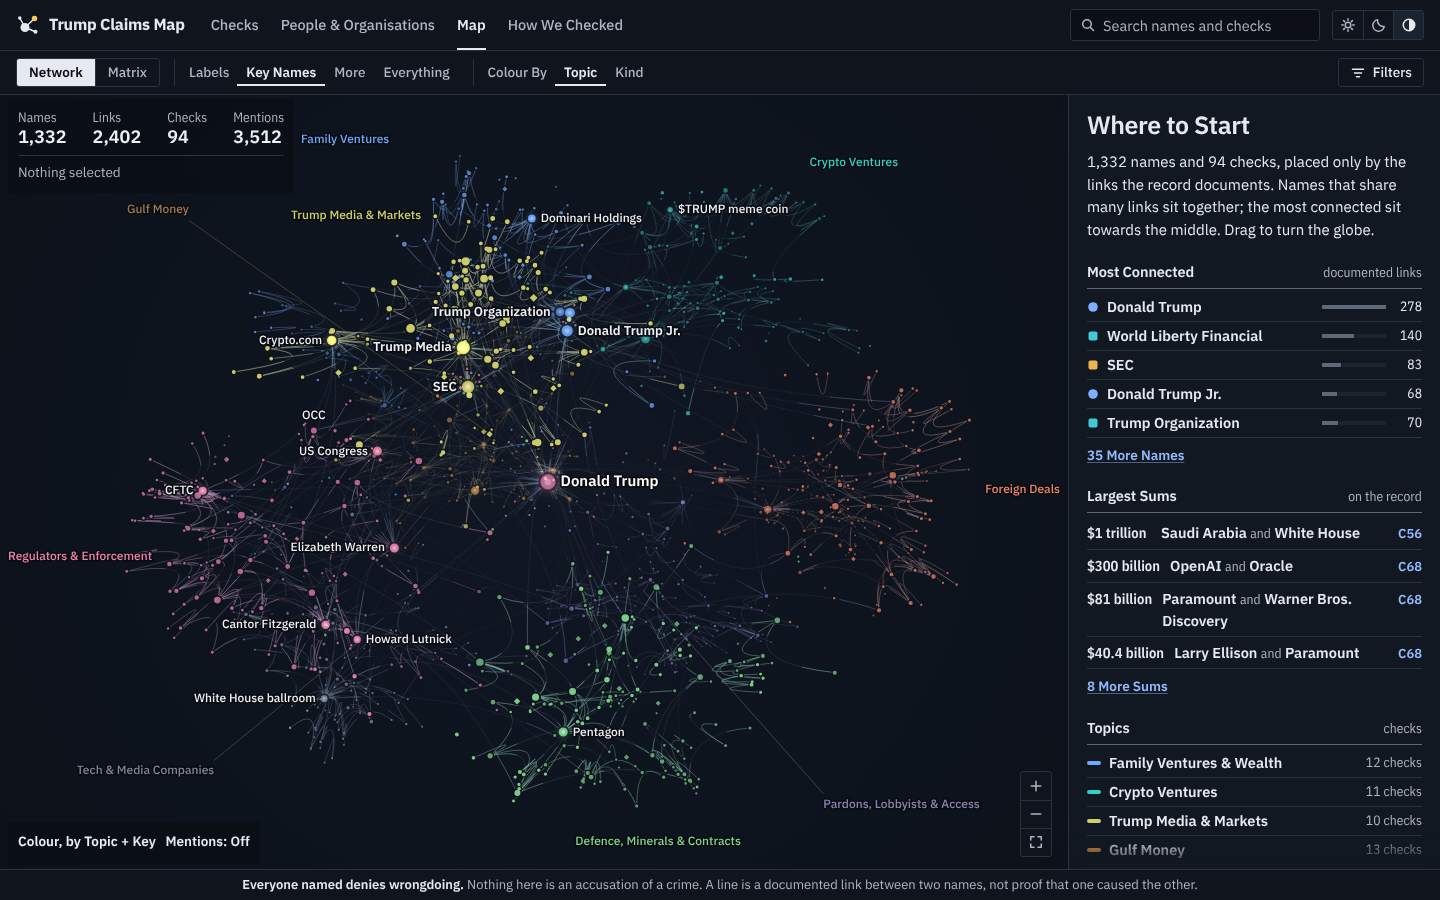 Trump Claims Map
Checks
People & Organisations
Map
How We Checked
Search names and checks
Network
Matrix
Labels
Key Names
More
Everything
Colour By
Topic
Kind
Filters
Names
Links
Checks
Mentions
1,332
2,402
94
3,512
Nothing selected
Family Ventures
Crypto Ventures
Gulf Money
Trump Media & Markets
Dominari Holdings
$TRUMP meme coin
Trump Organization
Donald Trump Jr.
Crypto.com
Trump Media
SEC
OCC
US Congress
CFTC
Donald Trump
Foreign Deals
Elizabeth Warren
Regulators & Enforcement
Cantor Fitzgerald
Howard Lutnick
White House ballroom
Pentagon
Tech & Media Companies
Pardons, Lobbyists & Access
Defence, Minerals & Contracts
Colour, by Topic + Key
Mentions: Off
Where to Start
1,332 names and 94 checks, placed only by the
links the record documents. Names that share
many links sit together; the most connected sit
towards the middle. Drag to turn the globe.
Most Connected
documented links
Donald Trump 278
World Liberty Financial 140
SEC 83
Donald Trump Jr. 68
Trump Organization 70
35 More Names
Largest Sums
on the record
$1 trillion Saudi Arabia and White House C56
$300 billion OpenAI and Oracle C68
$81 billion Paramount and Warner Bros. C68
Discovery
$40.4 billion Larry Ellison and Paramount C68
8 More Sums
Topics
checks
Family Ventures & Wealth 12 checks
Crypto Ventures 11 checks
Trump Media & Markets 10 checks
Gulf Money 13 checks
Everyone named denies wrongdoing. Nothing here is an accusation of a crime. A line is a documented link between two names, not proof that one caused the other.